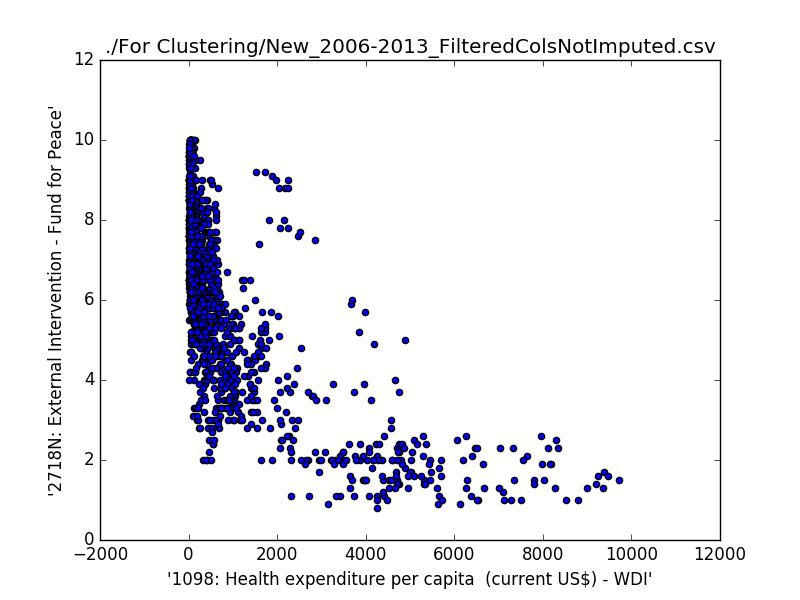 ./For Clustering/New_2006-2013_FilteredColsNotImputed.csv
12
10
8
6
4
2
0
'2718N: External Intervention - Fund for Peace'
−2000 0 2000 4000 6000 8000 10000 12000
'1098: Health expenditure per capita  (current US$) - WDI'